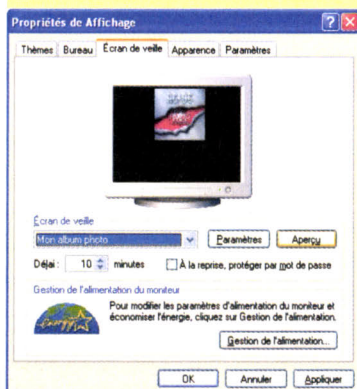 Propriétés de Affichage
Thèmes Bureau Écran de veille Apparence Paramètres
Écran de veille
Mon album photo Paramètres Aperçu
Délai : 10 minutes À la reprise, protéger par mot de passe
Gestion de l'alimentation du moniteur
Pour modifier les paramètres d'alimentation du moniteur et
économiser l'énergie, cliquez sur Gestion de l'alimentation.
Gestion de l'alimentation...
OK Annuler Appliquer